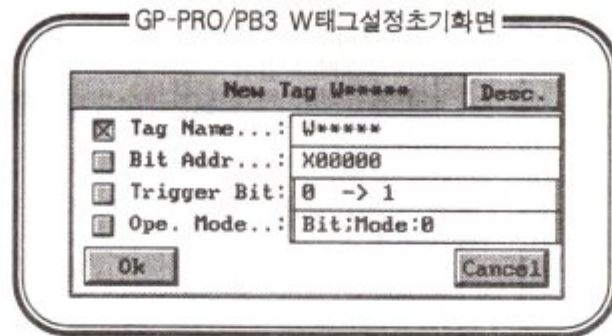 GP-PRO/PB3 W태그설정초기화면
New Tag W***** Desc.
Tag Name...: W*****
Bit Addr...: X00000
Trigger Bit: 0 -> 1
Ope. Mode..: Bit;Mode:0
Ok Cancel